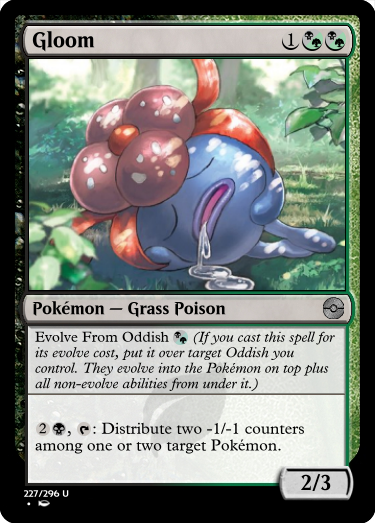 Gloom 1
Pokémon — Grass Poison
Evolve From Oddish (If you cast this spell for
its evolve cost, put it over target Oddish you
control. They evolve into the Pokémon on top plus
all non-evolve abilities from under it.)
2 , : Distribute two -1/-1 counters
among one or two target Pokémon.
2/3
227/296 U